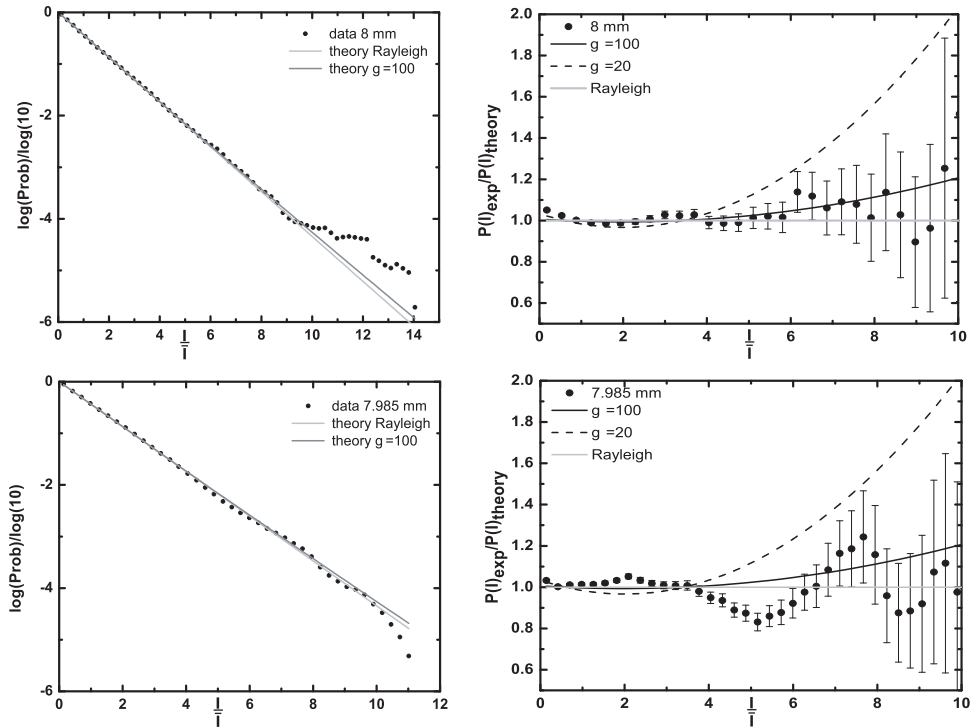 0
-2
-4
-6
log(Prob)/log(10)
data 8 mm
theory Rayleigh
theory g=100
0 2 4 6 8 10 12 14
I
I
2.0
1.8
1.6
1.4
1.2
1.0
0.8
0.6
P(I)exp/P(I)theory
8 mm
g =100
g =20
Rayleigh
0 2 4 6 8 10
I
I
0
-2
-4
-6
log(Prob)/log(10)
data 7.985 mm
theory Rayleigh
theory g=100
0 2 4 6 8 10 12
I
I
2.0
1.8
1.6
1.4
1.2
1.0
0.8
0.6
P(I)exp/P(I)theory
7.985 mm
g =100
g =20
Rayleigh
0 2 4 6 8 10
I
I